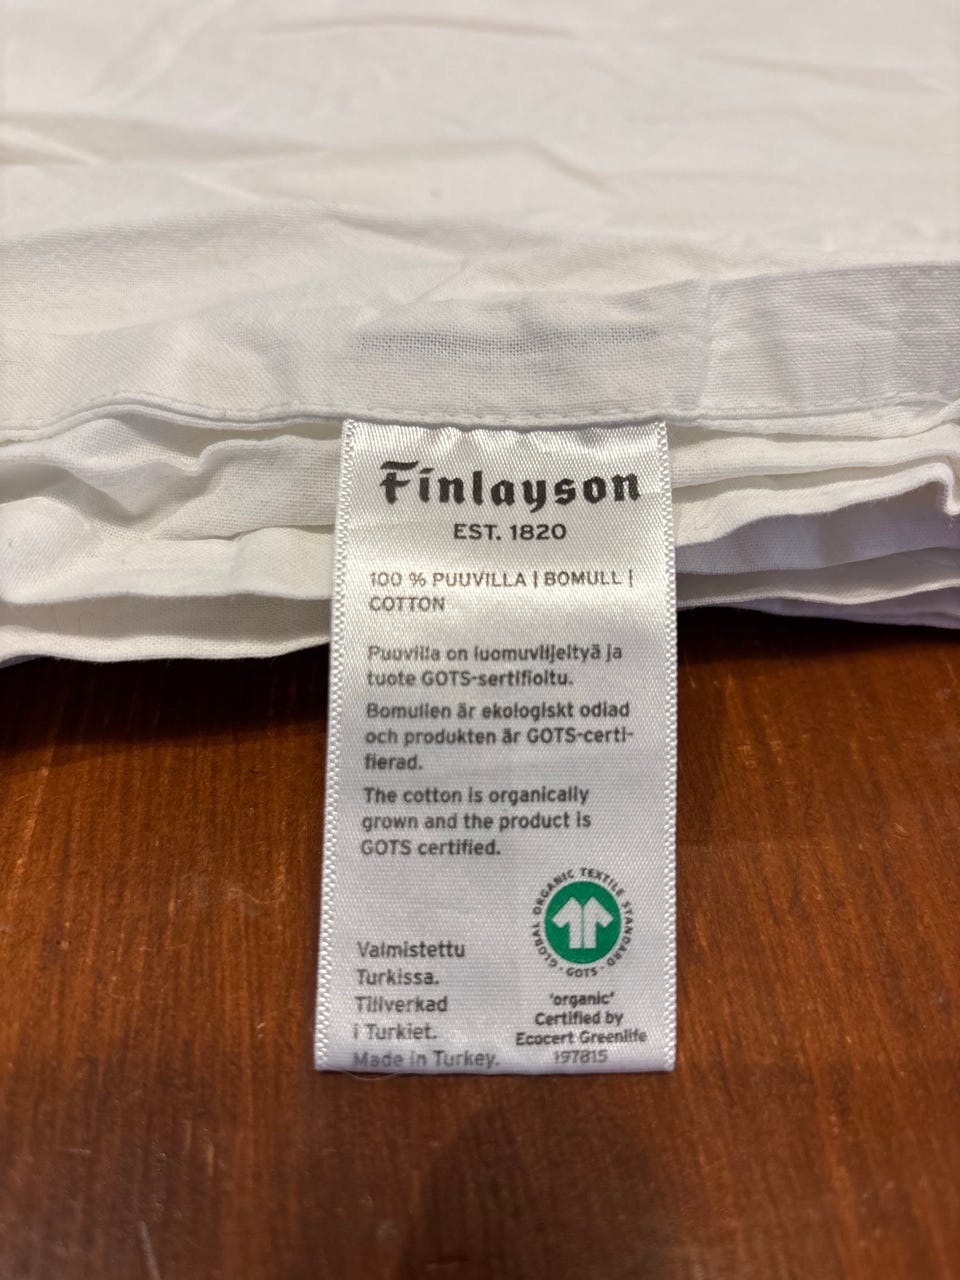 Finlayson
EST. 1820
100 % PUUVILLA | BOMULL |
COTTON
Puuvilla on luomuviljeltyä ja
tuote GOTS-sertifioitu.
Bomullen är ekologiskt odlad
och produkten är GOTS-certi-
fierad.
The cotton is organically
grown and the product is
GOTS certified.
GLOBAL ORGANIC TEXTILE STANDARD
· GOTS ·
Valmistettu
Turkissa.
Tillverkad
i Turkiet.
Made in Turkey.
'organic'
Certified by
Ecocert Greenlife
197815